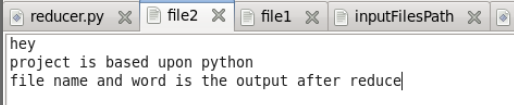 reducer.py file2 file1 inputFilesPath
hey
project is based upon python
file name and word is the output after reduce